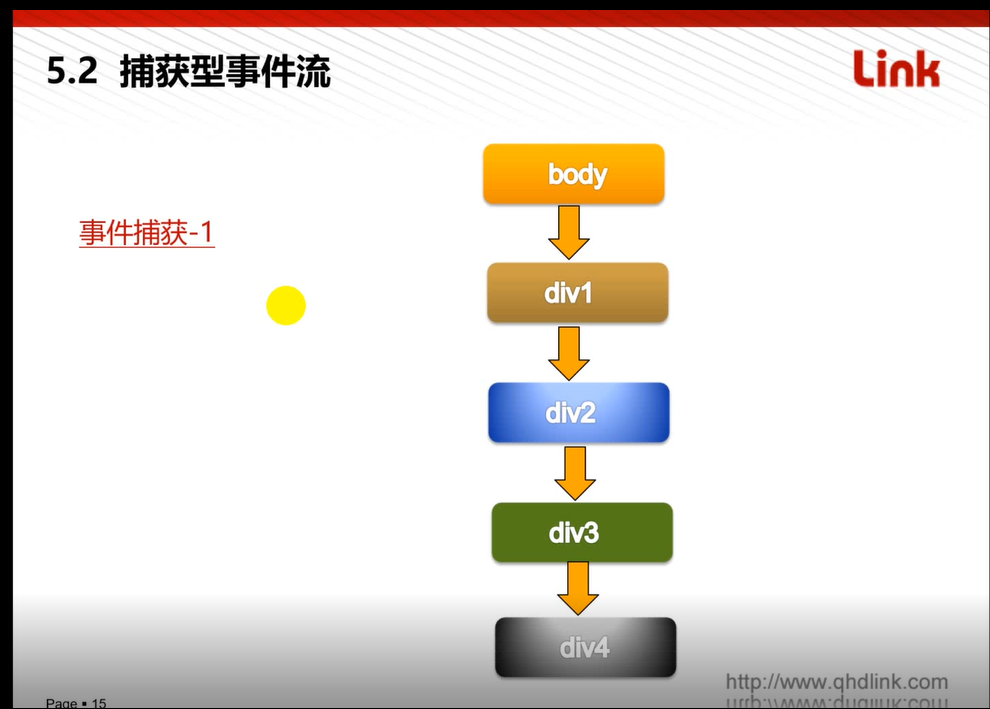 5.2 捕获型事件流
Link
事件捕获-1
body
div1
div2
div3
div4
http://www.qhdlink.com
Page ▪ 15